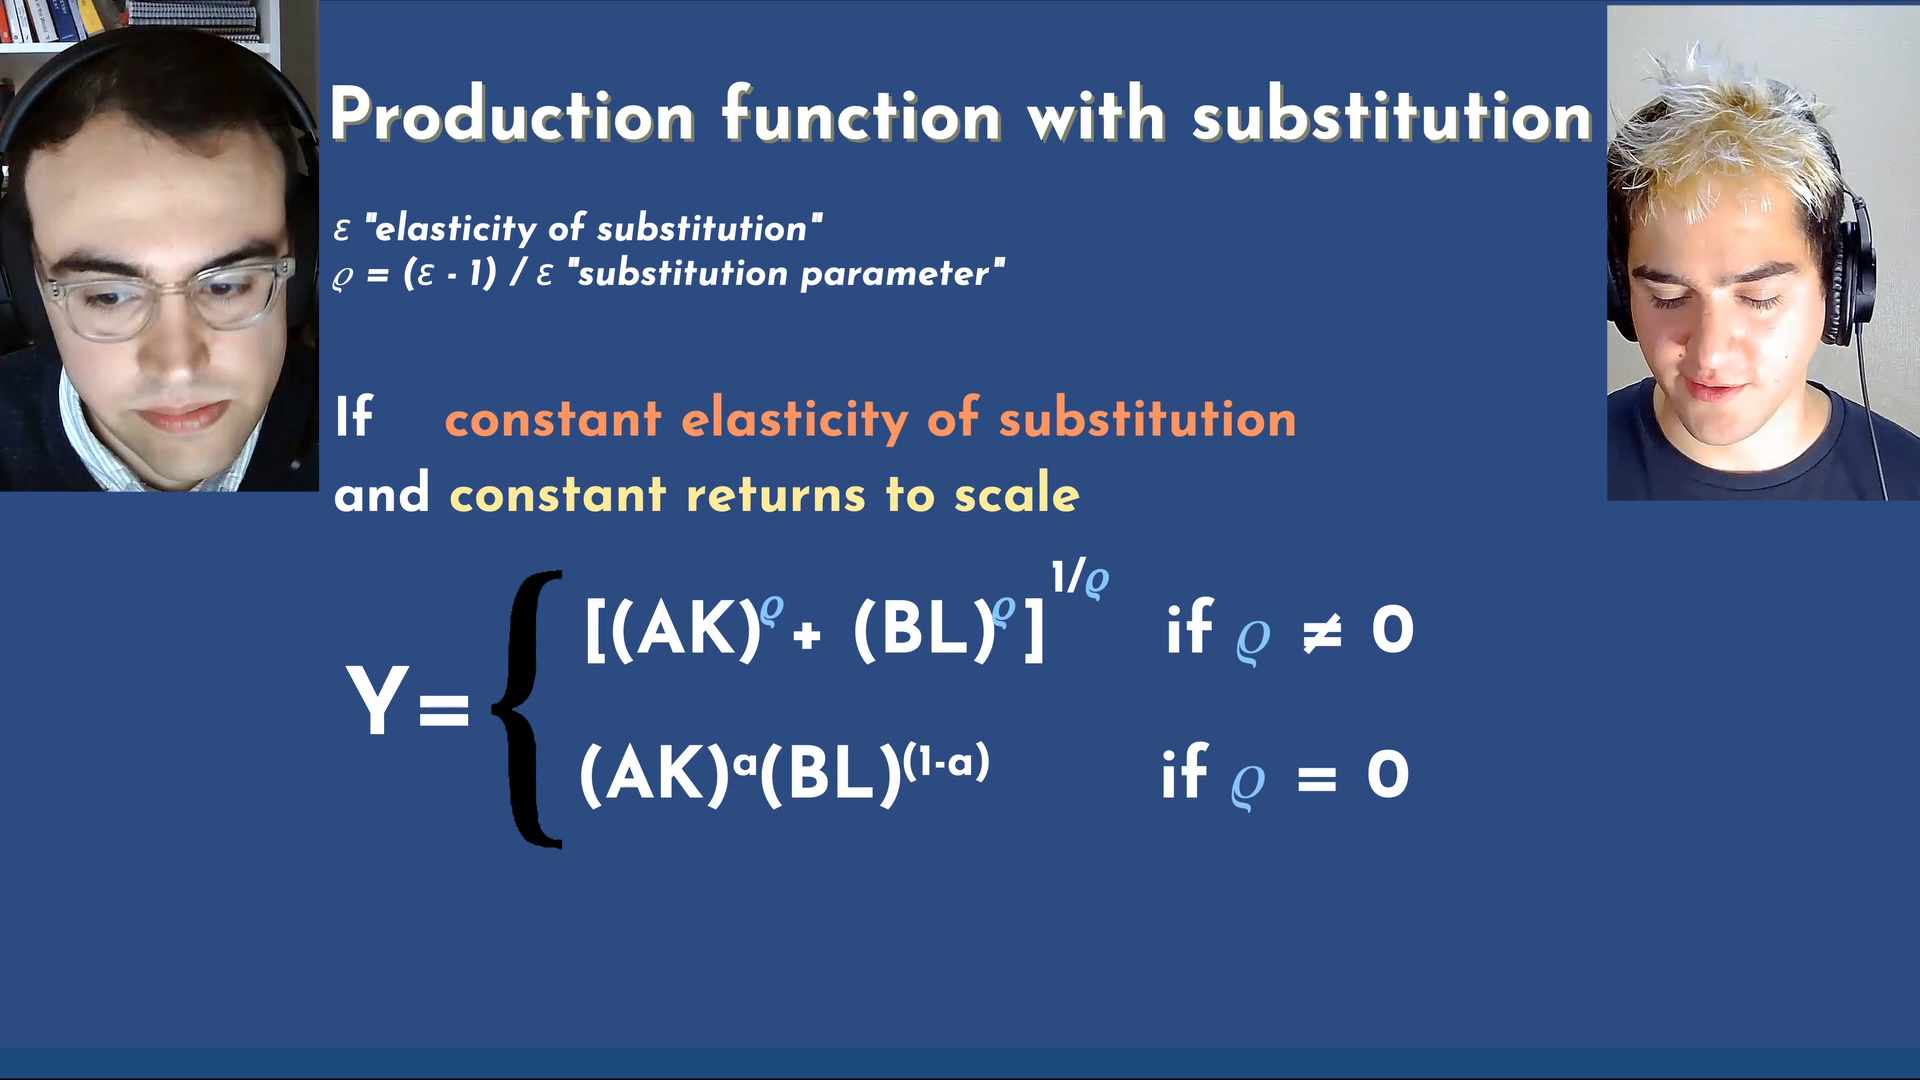 Production function with substitution
ε "elasticity of substitution"
ϱ = (ε - 1) / ε "substitution parameter"
If constant elasticity of substitution
and constant returns to scale
Y= { [(AK)^ϱ + (BL)^ϱ ]^1/ϱ if ϱ ≠ 0
(AK)^a(BL)^(1-a) if ϱ = 0